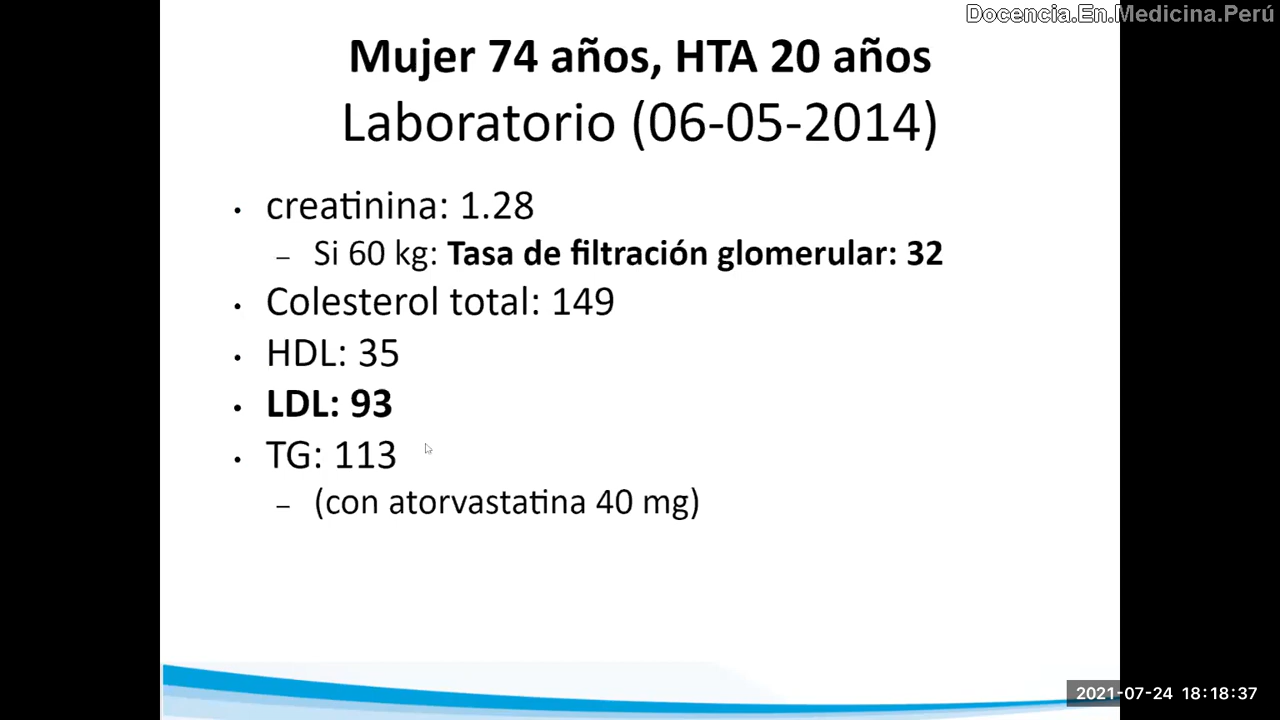 Docencia.En.Medicina.Perú
Mujer 74 años, HTA 20 años
Laboratorio (06-05-2014)
• creatinina: 1.28
– Si 60 kg: Tasa de filtración glomerular: 32
• Colesterol total: 149
• HDL: 35
• LDL: 93
• TG: 113
– (con atorvastatina 40 mg)
2021-07-24 18:18:37